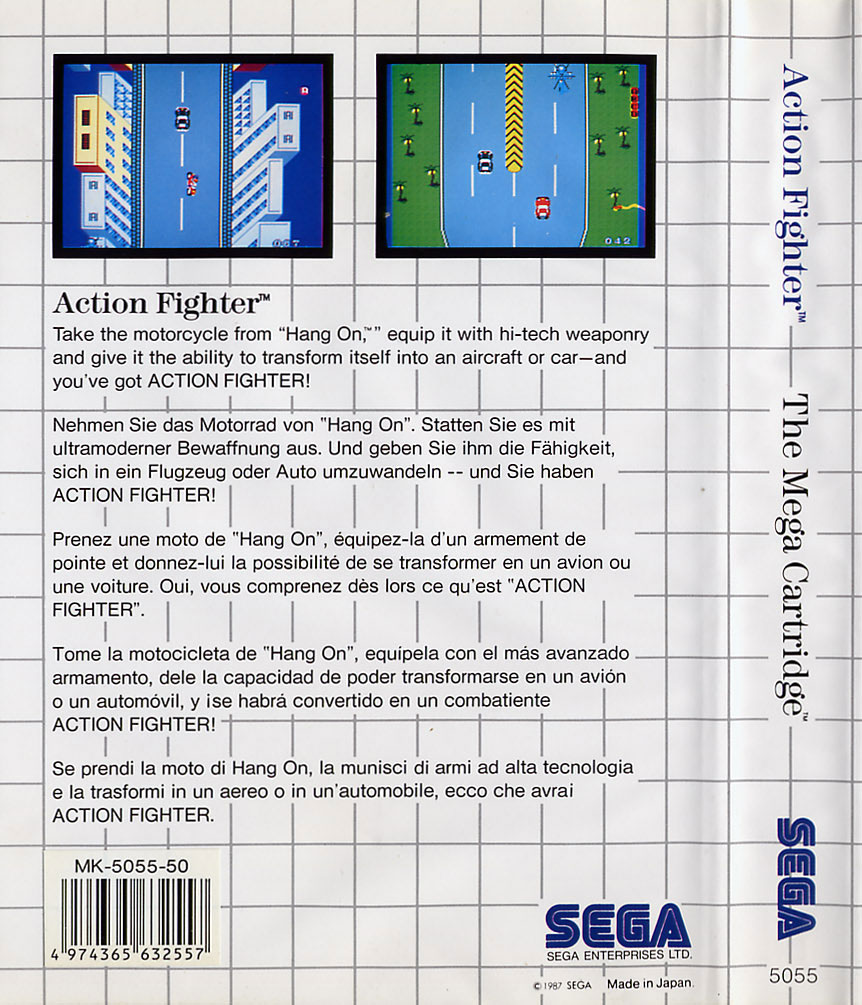 Action Fighter™
Take the motorcycle from “Hang On,™” equip it with hi-tech weaponry
and give it the ability to transform itself into an aircraft or car—and
you’ve got ACTION FIGHTER!
Nehmen Sie das Motorrad von "Hang On". Statten Sie es mit
ultramoderner Bewaffnung aus. Und geben Sie ihm die Fähigkeit,
sich in ein Flugzeug oder Auto umzuwandeln -- und Sie haben
ACTION FIGHTER!
Prenez une moto de "Hang On", équipez-la d'un armement de
pointe et donnez-lui la possibilité de se transformer en un avion ou
une voiture. Oui, vous comprenez dès lors ce qu'est "ACTION
FIGHTER".
Tome la motocicleta de "Hang On", equípela con el más avanzado
armamento, dele la capacidad de poder transformarse en un avión
o un automóvil, y ise habrá convertido en un combatiente
ACTION FIGHTER!
Se prendi la moto di Hang On, la munisci di armi ad alta tecnologia
e la trasformi in un aereo o in un'automobile, ecco che avrai
ACTION FIGHTER.
MK-5055-50
4 974365 632557
SEGA
SEGA ENTERPRISES LTD.
© 1987 SEGA Made in Japan.
Action Fighter™
The Mega Cartridge™
SEGA
5055
042